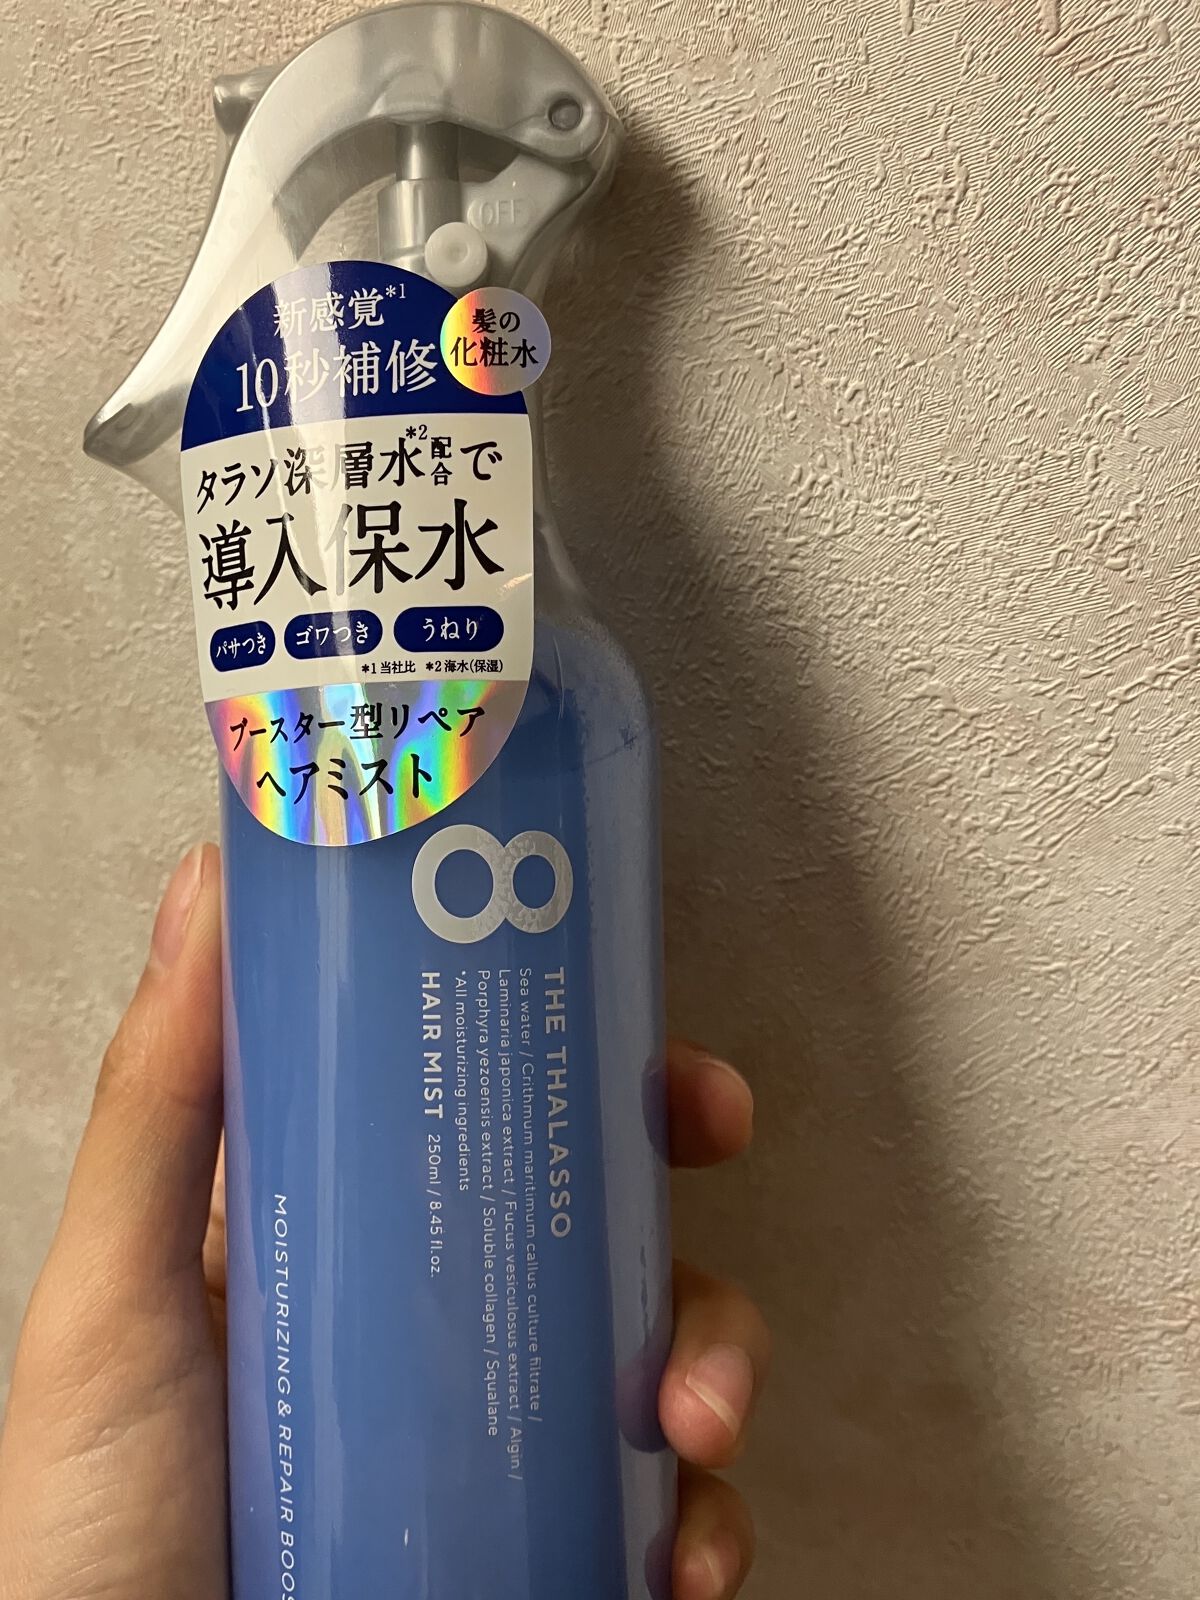 OFF
新感覚*1
10秒補修
髪の
化粧水
タラソ深層水*2配合で
導入保水
パサつき ゴワつき うねり
*1 当社比 *2 海水(保湿)
ブースター型リペア
ヘアミスト
8
THE THALASSO
Sea water / Crithmum maritimum callus culture filtrate /
Laminaria japonica extract / Fucus vesiculosus extract / Algin /
Porphyra yezoensis extract / Soluble collagen / Squalane
*All moisturizing ingredients
HAIR MIST 250ml / 8.45 fl.oz.
MOISTURIZING & REPAIR BOOS